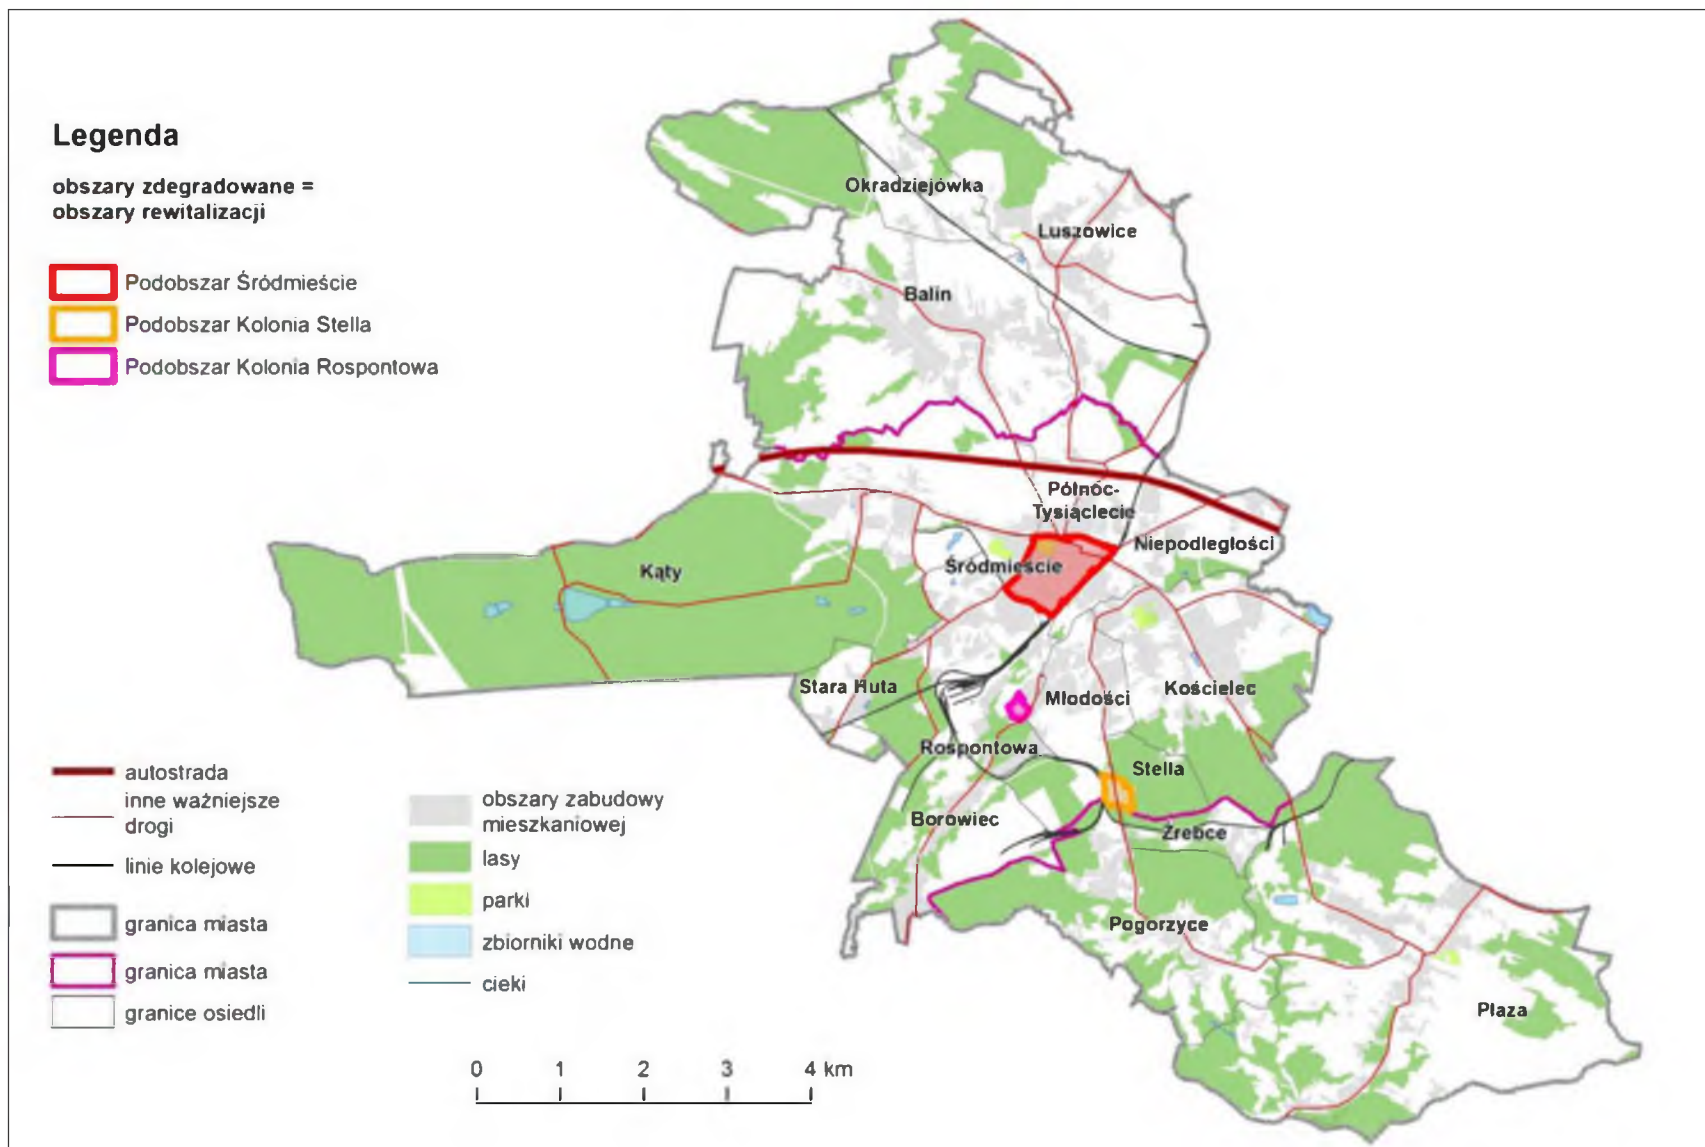 Legenda
obszary zdegradowane =
obszary rewitalizacji
Podobszar Śródmieście
Podobszar Kolonia Stella
Podobszar Kolonia Rospontowa
Okradziejówka
Luszowice
Balin
Północ-
Tysiąclecie
Niepodległości
Śródmieście
Kąty
Stara Huta
Młodości
Kościelec
Rospontowa
Stella
Borowiec
Źrebce
Pogorzyce
Płaza
autostrada
inne ważniejsze
drogi
linie kolejowe
granica miasta
granica miasta
granice osiedli
obszary zabudowy
mieszkaniowej
lasy
parki
zbiorniki wodne
cieki
0 1 2 3 4 km